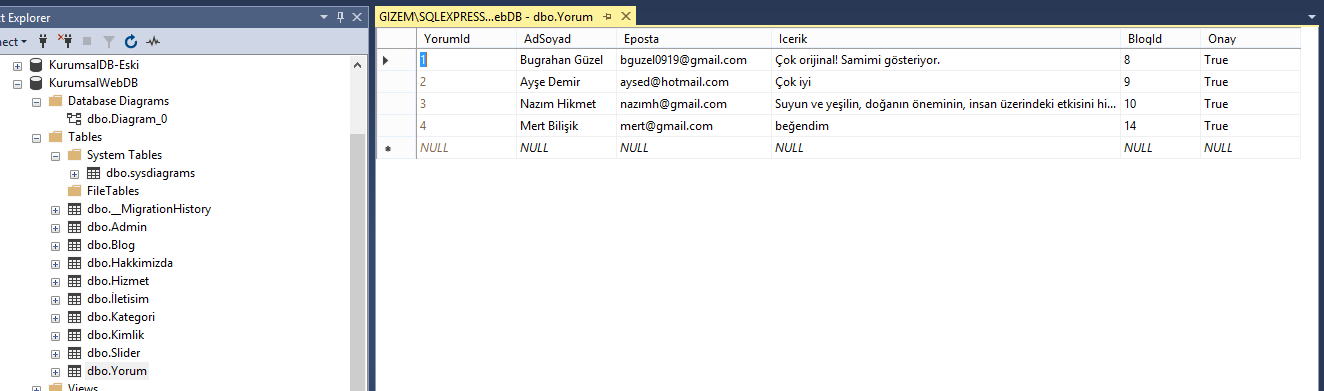 ct Explorer
GIZEM\SQLEXPRESS...ebDB - dbo.Yorum
nect
KurumsalDB-Eski
KurumsalWebDB
Database Diagrams
dbo.Diagram_0
Tables
System Tables
dbo.sysdiagrams
FileTables
dbo.__MigrationHistory
dbo.Admin
dbo.Blog
dbo.Hakkimizda
dbo.Hizmet
dbo.İletisim
dbo.Kategori
dbo.Kimlik
dbo.Slider
dbo.Yorum
Views
YorumId AdSoyad Eposta Icerik BloqId Onay
1 Bugrahan Güzel bguzel0919@gmail.com Çok orijinal! Samimi gösteriyor. 8 True
2 Ayşe Demir aysed@hotmail.com Çok iyi 9 True
3 Nazım Hikmet nazımh@gmail.com Suyun ve yeşilin, doğanın öneminin, insan üzerindeki etkisini hi... 10 True
4 Mert Bilişik mert@gmail.com beğendim 14 True
NULL NULL NULL NULL NULL NULL